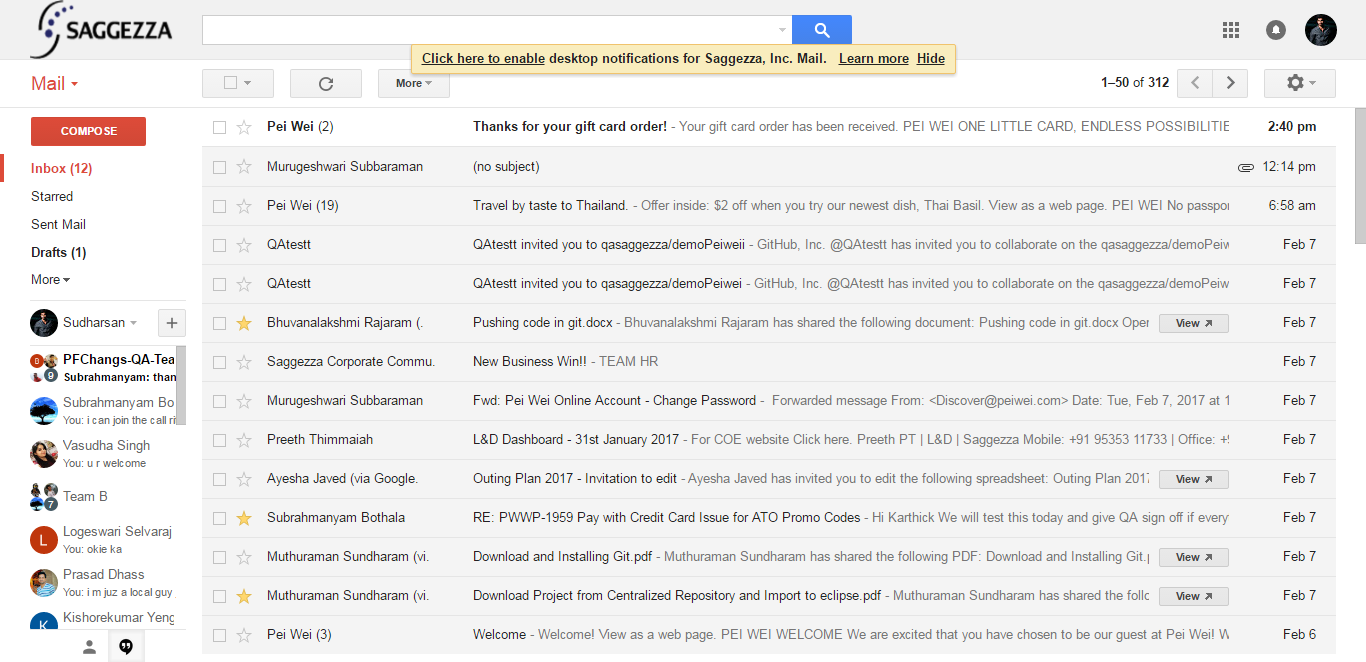 SAGGEZZA
Click here to enable desktop notifications for Saggezza, Inc. Mail. Learn more Hide
Mail
More
1–50 of 312
COMPOSE
Inbox (12)
Starred
Sent Mail
Drafts (1)
More
Sudharsan
PFChangs-QA-Tea
9
Subrahmanyam: than
Subrahmanyam Bo
You: i can join the call ri
Vasudha Singh
You: u r welcome
7
Team B
L
Logeswari Selvaraj
You: okie ka
Prasad Dhass
You: i m juz a local guy
K
Kishorekumar Yeng
Pei Wei (2) Thanks for your gift card order! - Your gift card order has been received. PEI WEI ONE LITTLE CARD, ENDLESS POSSIBILITIE 2:40 pm
Murugeshwari Subbaraman (no subject) 12:14 pm
Pei Wei (19) Travel by taste to Thailand. - Offer inside: $2 off when you try our newest dish, Thai Basil. View as a web page. PEI WEI No passpor 6:58 am
QAtestt QAtestt invited you to qasaggezza/demoPeiweii - GitHub, Inc. @QAtestt has invited you to collaborate on the qasaggezza/demoPeiw Feb 7
QAtestt QAtestt invited you to qasaggezza/demoPeiwei - GitHub, Inc. @QAtestt has invited you to collaborate on the qasaggezza/demoPeiw Feb 7
Bhuvanalakshmi Rajaram (. Pushing code in git.docx - Bhuvanalakshmi Rajaram has shared the following document: Pushing code in git.docx Open View Feb 7
Saggezza Corporate Commu. New Business Win!! - TEAM HR Feb 7
Murugeshwari Subbaraman Fwd: Pei Wei Online Account - Change Password - Forwarded message From: <Discover@peiwei.com> Date: Tue, Feb 7, 2017 at 1 Feb 7
Preeth Thimmaiah L&D Dashboard - 31st January 2017 - For COE website Click here. Preeth PT | L&D | Saggezza Mobile: +91 95353 11733 | Office: Feb 7
Ayesha Javed (via Google. Outing Plan 2017 - Invitation to edit - Ayesha Javed has invited you to edit the following spreadsheet: Outing Plan 2017 View Feb 7
Subrahmanyam Bothala RE: PWWP-1959 Pay with Credit Card Issue for ATO Promo Codes - Hi Karthick We will test this today and give QA sign off if every Feb 7
Muthuraman Sundharam (vi. Download and Installing Git.pdf - Muthuraman Sundharam has shared the following PDF: Download and Installing Git.p View Feb 7
Muthuraman Sundharam (vi. Download Project from Centralized Repository and Import to eclipse.pdf - Muthuraman Sundharam has shared the follo View Feb 7
Pei Wei (3) Welcome - Welcome! View as a web page. PEI WEI WELCOME We are excited that you have chosen to be our guest at Pei Wei! W Feb 6